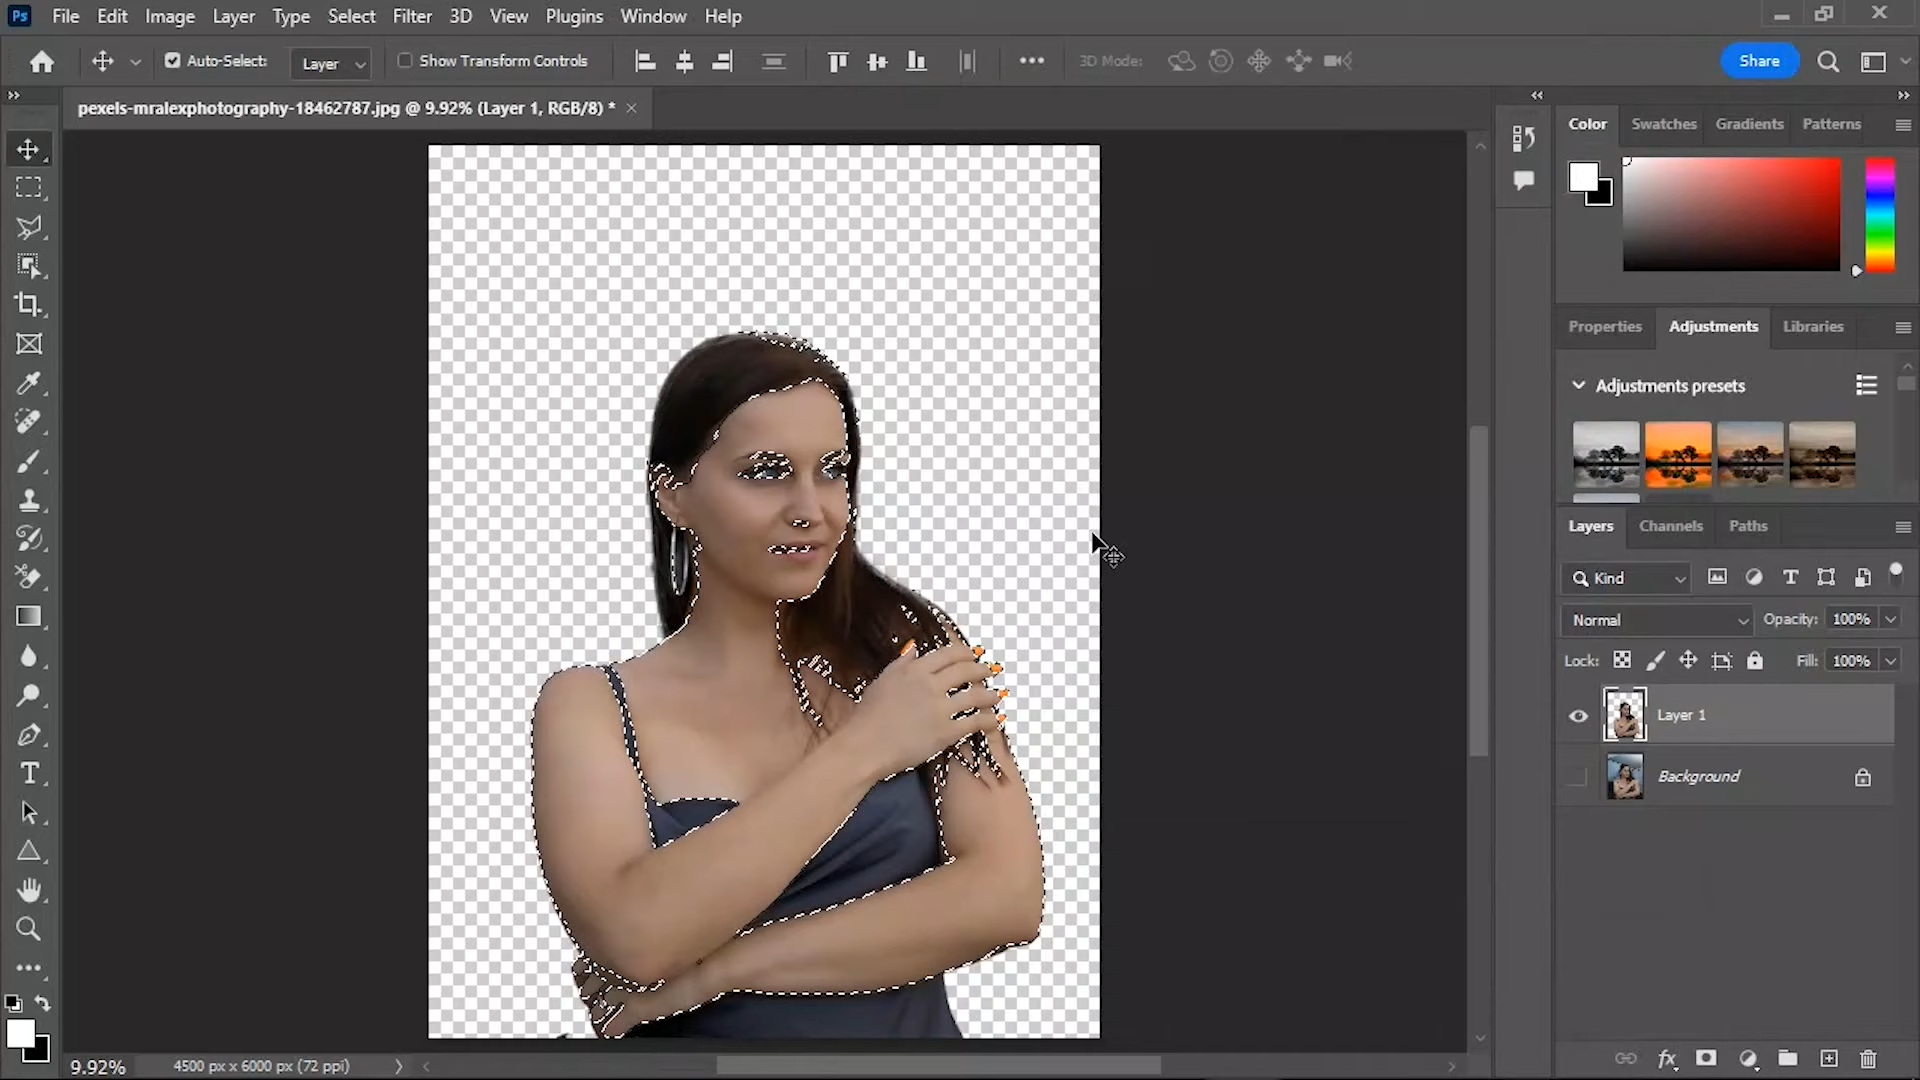 Ps File Edit Image Layer Type Select Filter 3D View Plugins Window Help
Auto-Select: Layer Show Transform Controls 3D Mode: Share
pexels-mralexphotography-18462787.jpg @ 9.92% (Layer 1, RGB/8) *
Color Swatches Gradients Patterns
Properties Adjustments Libraries
Adjustments presets
Layers Channels Paths
Kind
Normal Opacity: 100%
Lock: Fill: 100%
Layer 1
Background
fx
9.92% 4500 px x 6000 px (72 ppi)